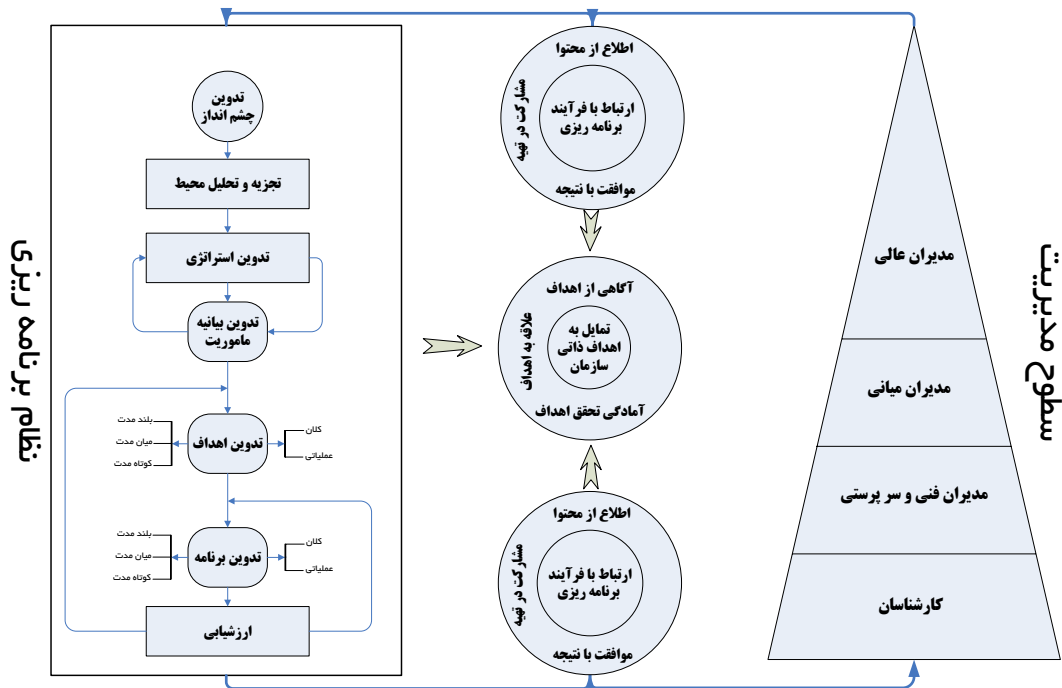 سطوح مدیریت
مدیران عالی
مدیران میانی
مدیران فنی و سر پرستی
کارشناسان
اطلاع از محتوا
مشارکت در تهیه
ارتباط با فرآیند
برنامه ریزی
موافقت با نتیجه
آگاهی از اهداف
علاقه به اهداف
تمایل به
اهداف ذاتی
سازمان
آمادگی تحقق اهداف
اطلاع از محتوا
مشارکت در تهیه
ارتباط با فرآیند
برنامه ریزی
موافقت با نتیجه
نظام برنامه ریزی
تدوین
چشم انداز
تجزیه و تحلیل محیط
تدوین استراتژی
تدوین بیانیه
ماموریت
تدوین اهداف
کلان
عملیاتی
بلند مدت
میان مدت
کوتاه مدت
تدوین برنامه
کلان
عملیاتی
بلند مدت
میان مدت
کوتاه مدت
ارزشیابی